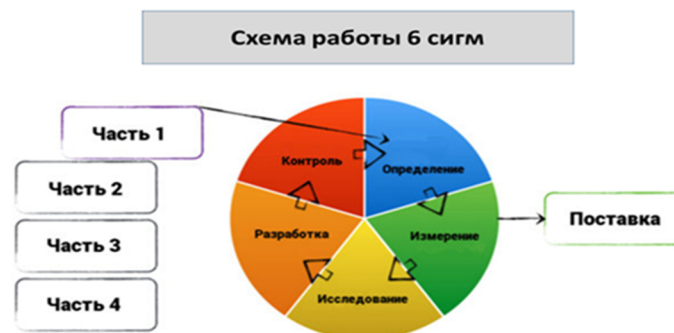 Схема работы 6 сигм
Часть 1
Часть 2
Часть 3
Часть 4
Контроль
Определение
Разработка
Измерение
Исследование
Поставка